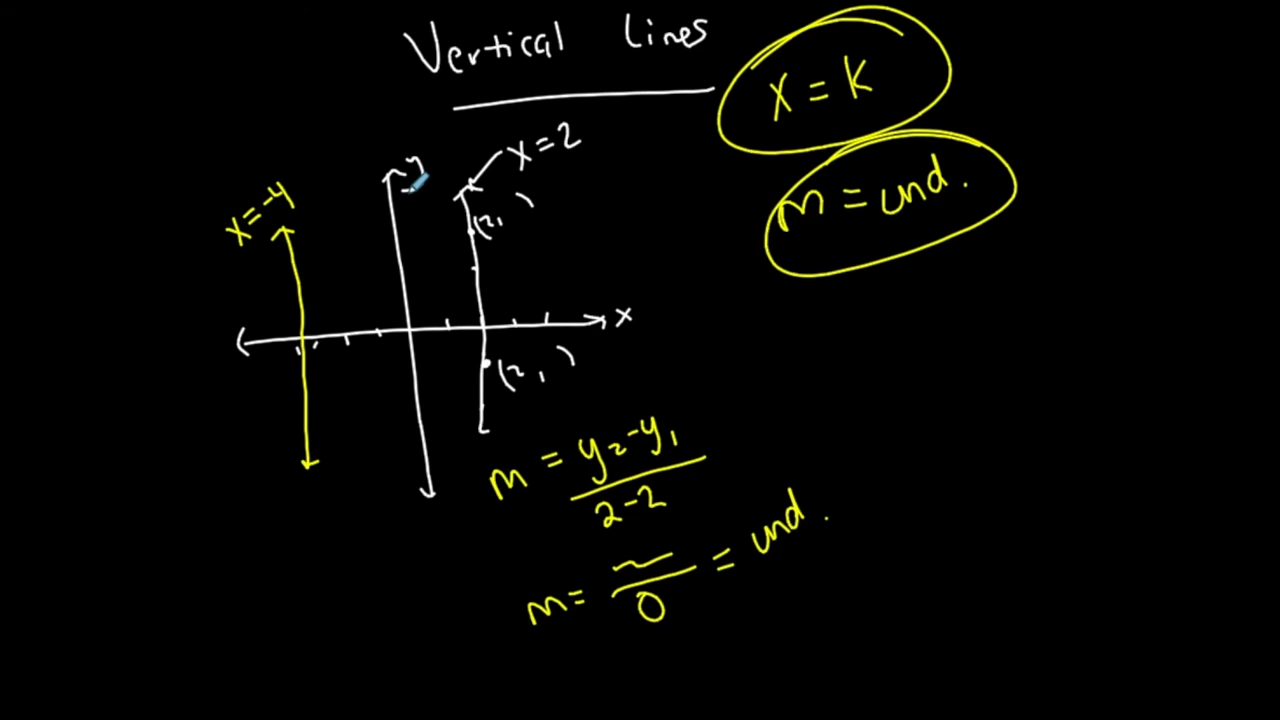 Vertical Lines
x = k
m = und.
x = 2
y
x = -4
(2, )
x
(2, )
m = y₂-y₁ / 2-2
m = ~ / 0 = und.